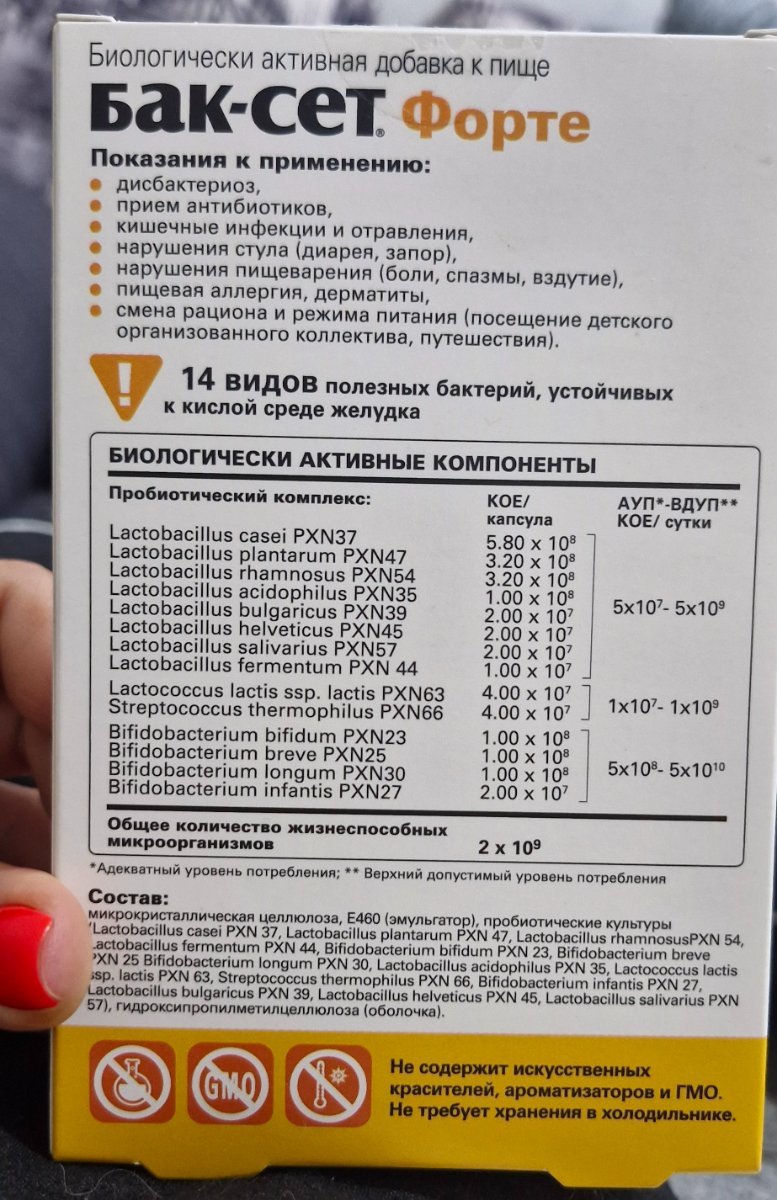 Биологически активная добавка к пище
Бак-сет® Форте
Показания к применению:
• дисбактериоз,
• прием антибиотиков,
• кишечные инфекции и отравления,
• нарушения стула (диарея, запор),
• нарушения пищеварения (боли, спазмы, вздутие),
• пищевая аллергия, дерматиты,
• смена рациона и режима питания (посещение детского
организованного коллектива, путешествия).
! 14 видов полезных бактерий, устойчивых
к кислой среде желудка
БИОЛОГИЧЕСКИ АКТИВНЫЕ КОМПОНЕНТЫ
Пробиотический комплекс: КОЕ/ капсула АУП*-ВДУП** КОЕ/ сутки
Lactobacillus casei PXN37 5.80 x 10⁸
Lactobacillus plantarum PXN47 3.20 x 10⁸
Lactobacillus rhamnosus PXN54 3.20 x 10⁸
Lactobacillus acidophilus PXN35 1.00 x 10⁸
Lactobacillus bulgaricus PXN39 2.00 x 10⁷ 5x10⁷- 5x10⁹
Lactobacillus helveticus PXN45 2.00 x 10⁷
Lactobacillus salivarius PXN57 2.00 x 10⁷
Lactobacillus fermentum PXN 44 1.00 x 10⁷
Lactococcus lactis ssp. lactis PXN63 4.00 x 10⁷
Streptococcus thermophilus PXN66 4.00 x 10⁷ 1x10⁷- 1x10⁹
Bifidobacterium bifidum PXN23 1.00 x 10⁸
Bifidobacterium breve PXN25 1.00 x 10⁸
Bifidobacterium longum PXN30 1.00 x 10⁸ 5x10⁸- 5x10¹⁰
Bifidobacterium infantis PXN27 2.00 x 10⁷
Общее количество жизнеспособных
микроорганизмов 2 x 10⁹
*Адекватный уровень потребления; ** Верхний допустимый уровень потребления
Состав:
микрокристаллическая целлюлоза, Е460 (эмульгатор), пробиотические культуры
(Lactobacillus casei PXN 37, Lactobacillus plantarum PXN 47, Lactobacillus rhamnosusPXN 54,
Lactobacillus fermentum PXN 44, Bifidobacterium bifidum PXN 23, Bifidobacterium breve
PXN 25 Bifidobacterium longum PXN 30, Lactobacillus acidophilus PXN 35, Lactococcus lactis
ssp. lactis PXN 63, Streptococcus thermophilus PXN 66, Bifidobacterium infantis PXN 27,
Lactobacillus bulgaricus PXN 39, Lactobacillus helveticus PXN 45, Lactobacillus salivarius PXN
57), гидроксипропилметилцеллюлоза (оболочка).
GMO
Не содержит искусственных
красителей, ароматизаторов и ГМО.
Не требует хранения в холодильнике.